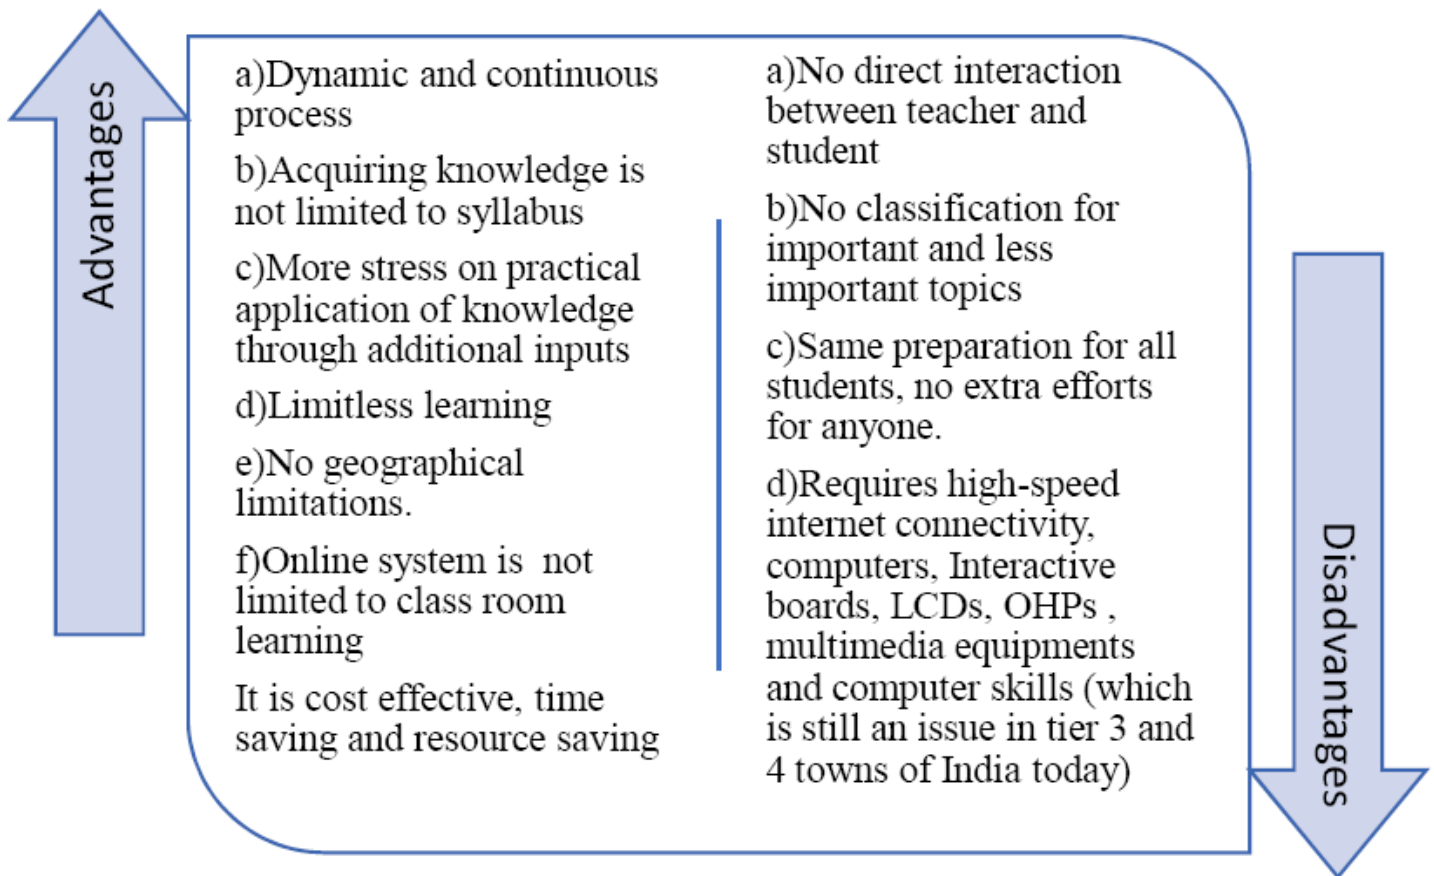 Advantages
a)Dynamic and continuous
process
b)Acquiring knowledge is
not limited to syllabus
c)More stress on practical
application of knowledge
through additional inputs
d)Limitless learning
e)No geographical
limitations.
f)Online system is  not
limited to class room
learning
It is cost effective, time
saving and resource saving
a)No direct interaction
between teacher and
student
b)No classification for
important and less
important topics
c)Same preparation for all
students, no extra efforts
for anyone.
d)Requires high-speed
internet connectivity,
computers, Interactive
boards, LCDs, OHPs ,
multimedia equipments
and computer skills (which
is still an issue in tier 3 and
4 towns of India today)
Disadvantages